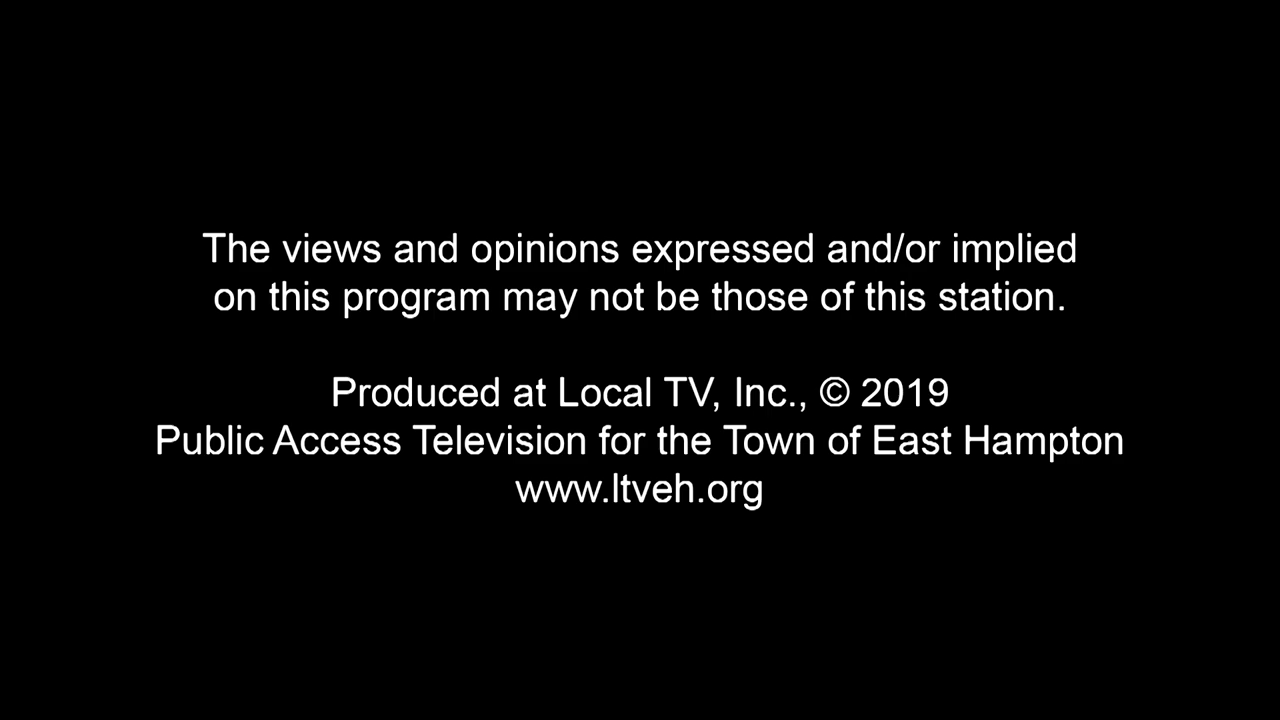 The views and opinions expressed and/or implied
on this program may not be those of this station.
Produced at Local TV, Inc., © 2019
Public Access Television for the Town of East Hampton
www.ltveh.org